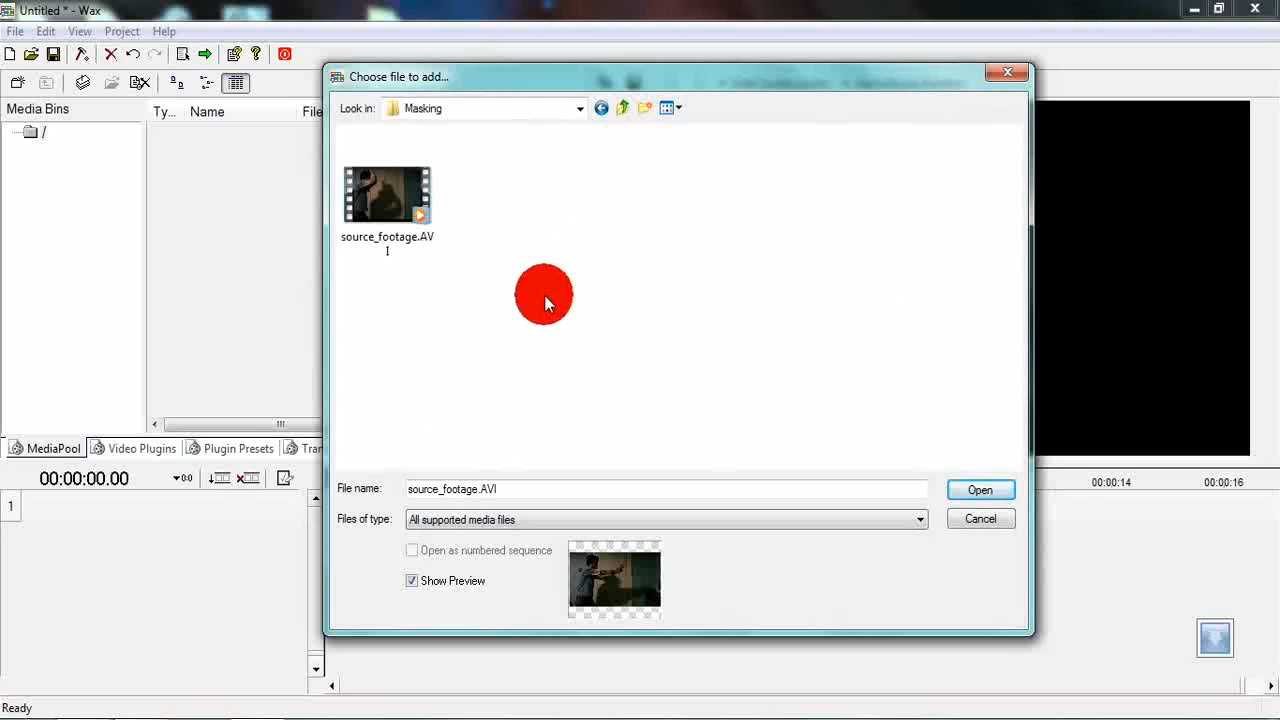 Untitled * - Wax
File Edit View Project Help
Choose file to add...
Look in: Masking
Media Bins
Ty... Name File
/
source_footage.AV
I
MediaPool Video Plugins Plugin Presets Tran
File name: source_footage.AVI Open
Files of type: All supported media files Cancel
Open as numbered sequence
Show Preview
00:00:00.00 0:0
00:00:14 00:00:16
1
Ready